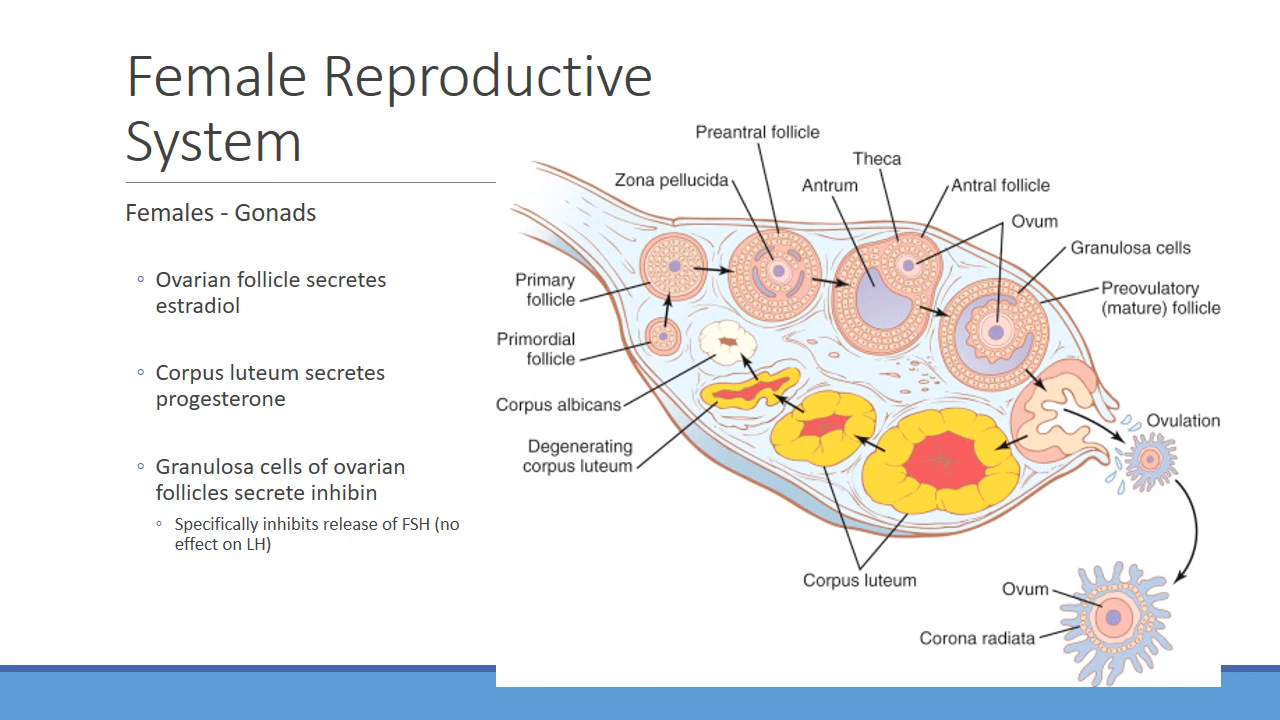 Female Reproductive
System
Females - Gonads
◦ Ovarian follicle secretes
estradiol
◦ Corpus luteum secretes
progesterone
◦ Granulosa cells of ovarian
follicles secrete inhibin
◦ Specifically inhibits release of FSH (no
effect on LH)
Preantral follicle
Theca
Zona pellucida
Antrum
Antral follicle
Ovum
Granulosa cells
Primary
follicle
Preovulatory
(mature) follicle
Primordial
follicle
Corpus albicans
Ovulation
Degenerating
corpus luteum
Corpus luteum
Ovum
Corona radiata